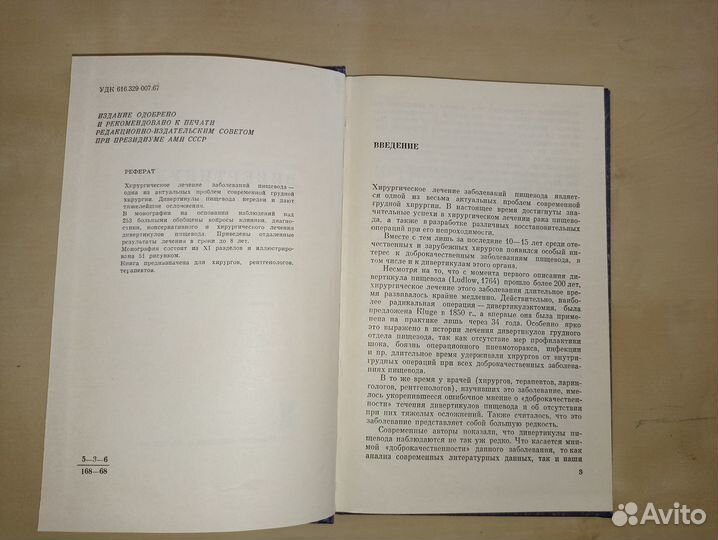 УДК 616.329 007.67
ИЗДАНИЕ ОДОБРЕНО
И РЕКОМЕНДОВАНО К ПЕЧАТИ
РЕДАКЦИОННО-ИЗДАТЕЛЬСКИМ СОВЕТОМ
ПРИ ПРЕЗИДИУМЕ АМН СССР
РЕФЕРАТ
Хирургическое лечение заболеваний пищевода —
одна из актуальных проблем современной грудной
хирургии. Дивертикулы пищевода нередки и дают
тяжелейшие осложнения.
В монографии на основании наблюдений над
253 больными обобщены вопросы клиники, диагно-
стики, консервативного и хирургического лечения
дивертикулов пищевода. Приведены отдаленные
результаты лечения в сроки до 8 лет.
Монография состоит из XI разделов и иллюстриро-
вана 51 рисунком.
Книга предназначена для хирургов, рентгенологов,
терапевтов.
5—3—6
168—68
ВВЕДЕНИЕ
Хирургическое лечение заболеваний пищевода являет-
ся одной из весьма актуальных проблем современной
грудной хирургии. В настоящее время достигнуты зна-
чительные успехи в хирургическом лечении рака пищево-
да, а также в разработке различных восстановительных
операций при его непроходимости.
Вместе с тем лишь за последние 10—15 лет среди оте-
чественных и зарубежных хирургов появился особый ин-
терес к доброкачественным заболеваниям пищевода, в
том числе и к дивертикулам этого органа.
Несмотря на то, что с момента первого описания ди-
вертикула пищевода (Ludlow, 1764) прошло более 200 лет,
хирургическое лечение этого заболевания длительное вре-
мя развивалось крайне медленно. Действительно, наибо-
лее радикальная операция — дивертикулэктомия, была
предложена Kluge в 1850 г., а впервые она была приме-
нена на практике лишь через 34 года. Особенно ярко
это выражено в истории лечения дивертикулов грудного
отдела пищевода, так как отсутствие мер профилактики
шока, боязнь операционного пневмоторакса, инфекции
и пр. длительное время удерживали хирургов от внутри-
грудных операций при всех доброкачественных заболева-
ниях пищевода.
В то же время у врачей (хирургов, терапевтов, ларин-
гологов, рентгенологов), изучивших это заболевание, име-
лось укоренившееся ошибочное мнение о «доброкачествен-
ности» течения дивертикулов пищевода и об отсутствии
при них тяжелых осложнений. Также считалось, что это
заболевание представляет собой большую редкость.
Современные авторы показали, что дивертикулы пи-
щевода наблюдаются не так уж редко. Что касается мни-
мой «доброкачественности» данного заболевания, то как
анализ современных литературных данных, так и наши
3
Avito